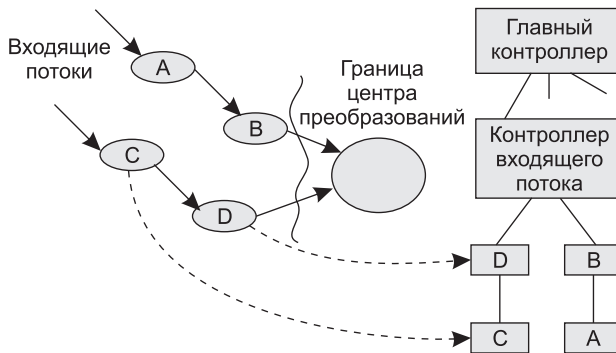 Входящие
потоки
A
B
C
D
Граница
центра
преобразований
Главный
контроллер
Контроллер
входящего
потока
D
B
C
A